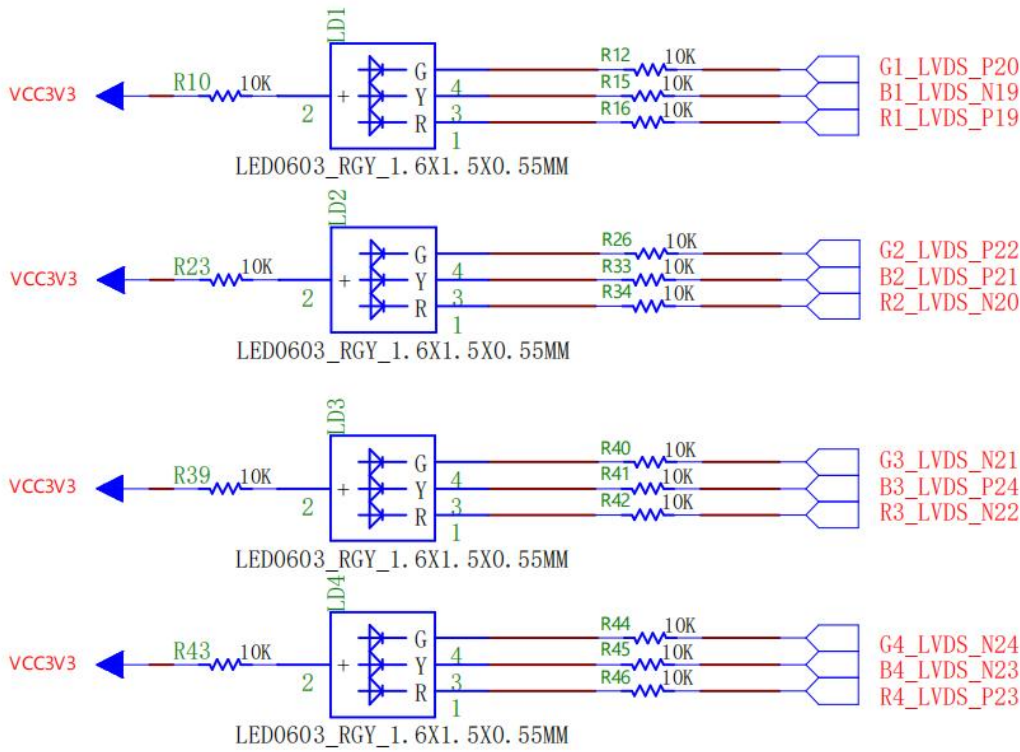 LD1
R12 10K
G G1_LVDS_P20
VCC3V3 R10 10K + Y 4 R15 10K B1_LVDS_N19
2 R 3 R16 10K R1_LVDS_P19
1
LED0603_RGY_1.6X1.5X0.55MM
LD2
R26 10K
G G2_LVDS_P22
VCC3V3 R23 10K + Y 4 R33 10K B2_LVDS_P21
2 R 3 R34 10K R2_LVDS_N20
1
LED0603_RGY_1.6X1.5X0.55MM
LD3
R40 10K
G G3_LVDS_N21
VCC3V3 R39 10K + Y 4 R41 10K B3_LVDS_P24
2 R 3 R42 10K R3_LVDS_N22
1
LED0603_RGY_1.6X1.5X0.55MM
LD4
R44 10K
G G4_LVDS_N24
VCC3V3 R43 10K + Y 4 R45 10K B4_LVDS_N23
2 R 3 R46 10K R4_LVDS_P23
1
LED0603_RGY_1.6X1.5X0.55MM